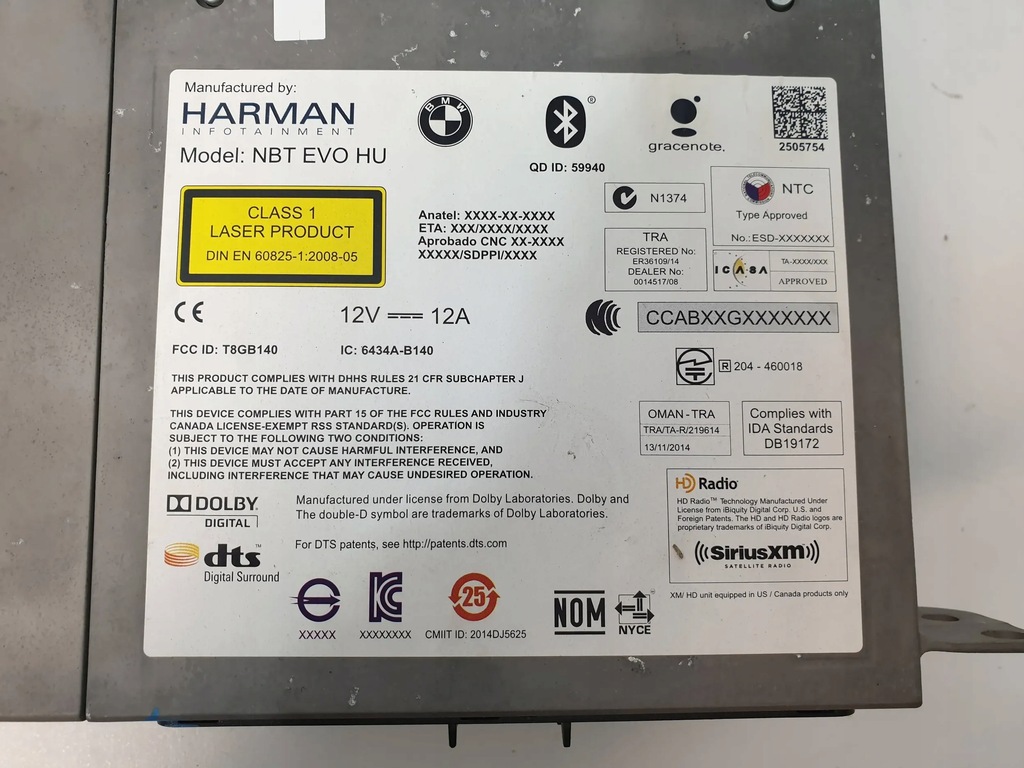 Manufactured by:
HARMAN
INFOTAINMENT
Model: NBT EVO HU
BMW
®
QD ID: 59940
gracenote.
2505754
CLASS 1
LASER PRODUCT
DIN EN 60825-1:2008-05
Anatel: XXXX-XX-XXXX
ETA: XXX/XXXX/XXXX
Aprobado CNC XX-XXXX
XXXXX/SDPPI/XXXX
N1374
NTC
Type Approved
No.:ESD-XXXXXXX
TRA
REGISTERED No:
ER36109/14
DEALER No:
0014517/08
ICASA
TA-XXXX/XXX
APPROVED
CE
12V 12A
CCABXXGXXXXXXX
FCC ID: T8GB140 IC: 6434A-B140
R 204 - 460018
THIS PRODUCT COMPLIES WITH DHHS RULES 21 CFR SUBCHAPTER J
APPLICABLE TO THE DATE OF MANUFACTURE.
THIS DEVICE COMPLIES WITH PART 15 OF THE FCC RULES AND INDUSTRY
CANADA LICENSE-EXEMPT RSS STANDARD(S). OPERATION IS
SUBJECT TO THE FOLLOWING TWO CONDITIONS:
(1) THIS DEVICE MAY NOT CAUSE HARMFUL INTERFERENCE, AND
(2) THIS DEVICE MUST ACCEPT ANY INTERFERENCE RECEIVED,
INCLUDING INTERFERENCE THAT MAY CAUSE UNDESIRED OPERATION.
OMAN - TRA
TRA/TA-R/219614
13/11/2014
Complies with
IDA Standards
DB19172
DOLBY
DIGITAL
Manufactured under license from Dolby Laboratories. Dolby and
The double-D symbol are trademarks of Dolby Laboratories.
HD Radio™
HD Radio™ Technology Manufactured Under
License from iBiquity Digital Corp. U.S. and
Foreign Patents. The HD and HD Radio logos are
proprietary trademarks of iBiquity Digital Corp.
((SiriusXm))
SATELLITE RADIO
dts™
Digital Surround
For DTS patents, see http://patents.dts.com
XM/ HD unit equipped in US / Canada products only
XXXXX
XXXXXXXX
25
CMIIT ID: 2014DJ5625
NOM
NYCE